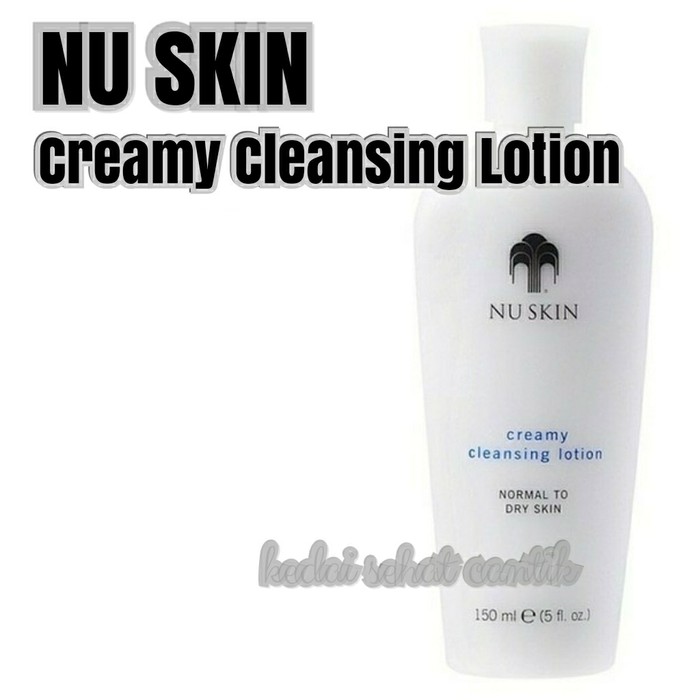 NU SKIN
Creamy Cleansing Lotion
NU SKIN
creamy
cleansing lotion
NORMAL TO
DRY SKIN
kedai sehat cantik
150 ml e (5 fl. oz.)